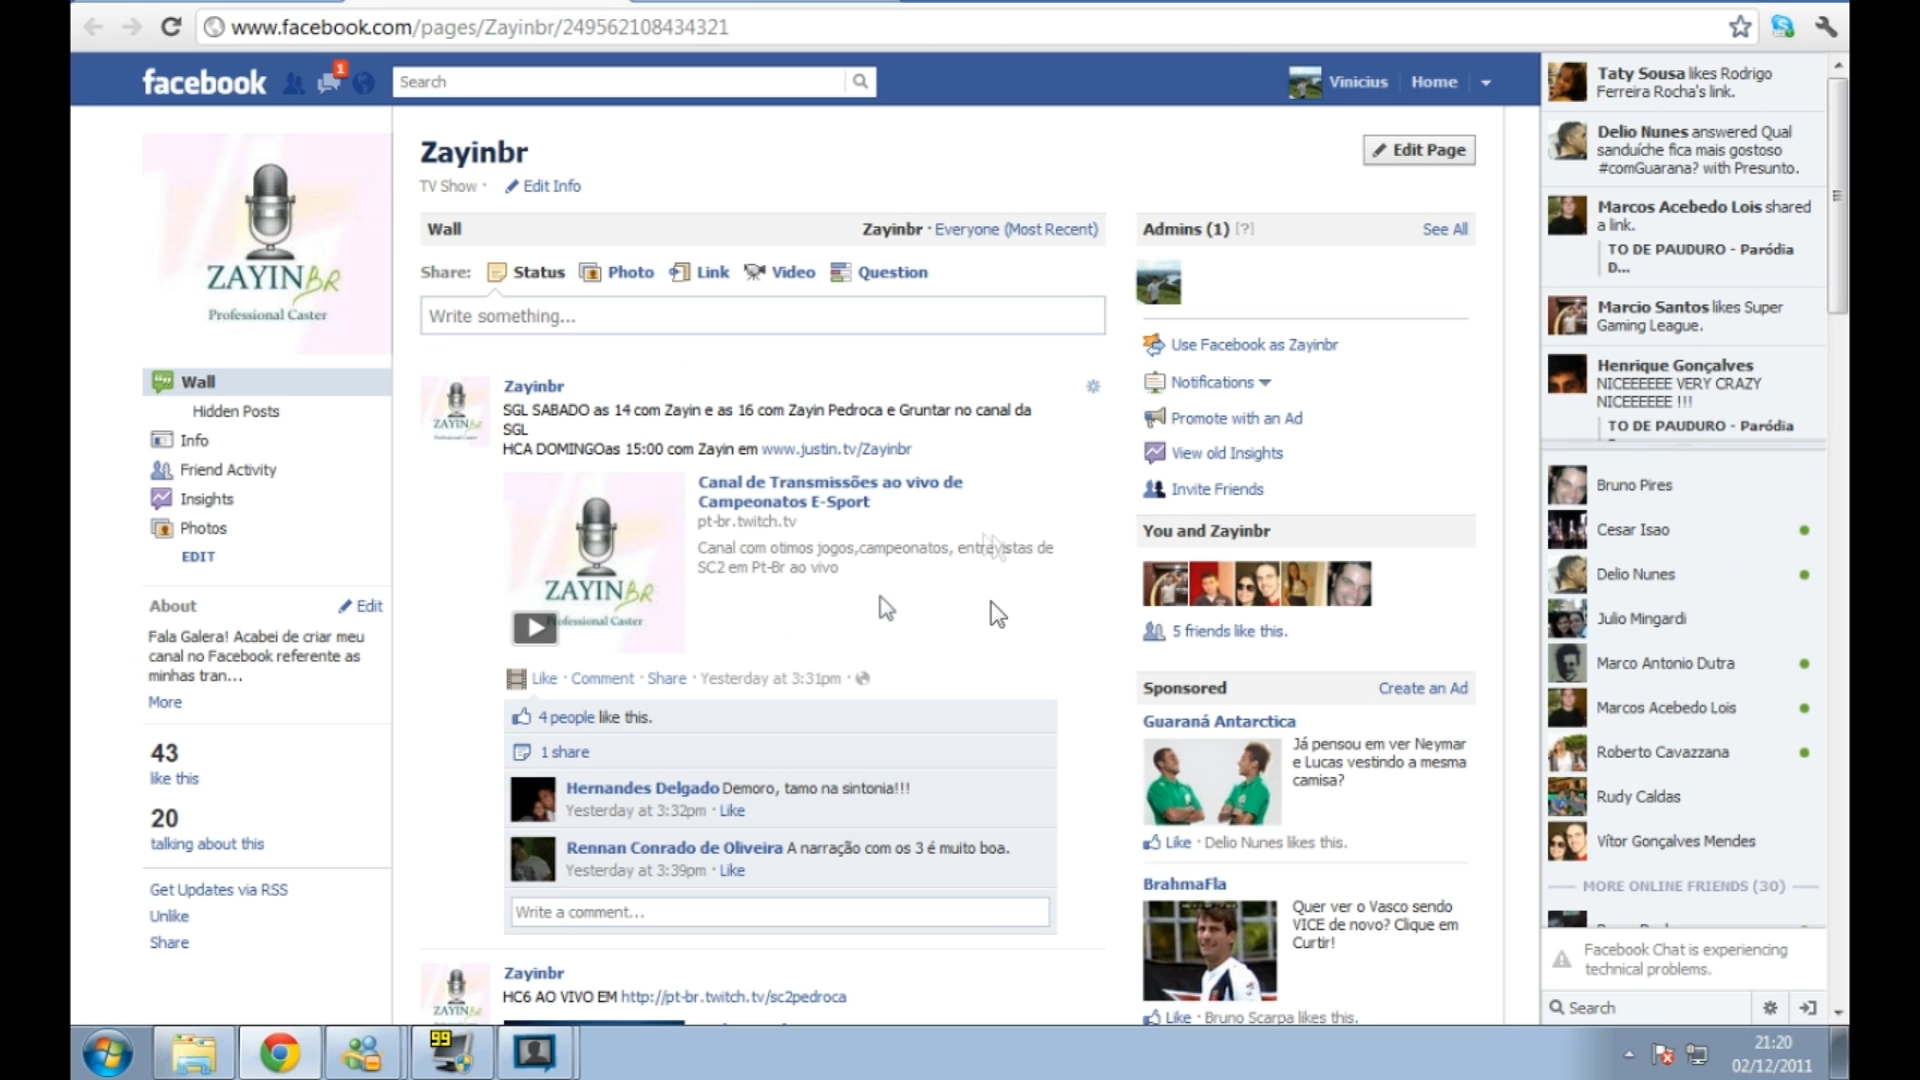 www.facebook.com/pages/Zayinbr/249562108434321
facebook
1
Search
Vinicius
Home
Zayinbr
Edit Page
TV Show · Edit Info
ZAYINBR
Professional Caster
Wall
Hidden Posts
Info
Friend Activity
Insights
Photos
EDIT
About
Edit
Fala Galera! Acabei de criar meu
canal no Facebook referente as
minhas tran...
More
43
like this
20
talking about this
Get Updates via RSS
Unlike
Share
Wall
Zayinbr · Everyone (Most Recent)
Share: Status Photo Link Video Question
Write something...
ZAYINBR
Zayinbr
SGL SABADO as 14 com Zayin e as 16 com Zayin Pedroca e Gruntar no canal da
SGL
HCA DOMINGOas 15:00 com Zayin em www.justin.tv/Zayinbr
ZAYINBR
Professional Caster
Canal de Transmissões ao vivo de
Campeonatos E-Sport
pt-br.twitch.tv
Canal com otimos jogos,campeonatos, entrevistas de
SC2 em Pt-Br ao vivo
Like · Comment · Share · Yesterday at 3:31pm ·
4 people like this.
1 share
Hernandes Delgado Demoro, tamo na sintonia!!!
Yesterday at 3:32pm · Like
Rennan Conrado de Oliveira A narração com os 3 é muito boa.
Yesterday at 3:39pm · Like
Write a comment...
ZAYINBR
Zayinbr
HC6 AO VIVO EM http://pt-br.twitch.tv/sc2pedroca
Admins (1) [?]
See All
Use Facebook as Zayinbr
Notifications
Promote with an Ad
View old Insights
Invite Friends
You and Zayinbr
5 friends like this.
Sponsored
Create an Ad
Guaraná Antarctica
Já pensou em ver Neymar
e Lucas vestindo a mesma
camisa?
Like · Delio Nunes likes this.
BrahmaFla
Quer ver o Vasco sendo
VICE de novo? Clique em
Curtir!
Like · Bruno Scarpa likes this.
Taty Sousa likes Rodrigo
Ferreira Rocha's link.
Delio Nunes answered Qual
sanduíche fica mais gostoso
#comGuarana? with Presunto.
Marcos Acebedo Lois shared
a link.
TO DE PAUDURO - Paródia
D...
Marcio Santos likes Super
Gaming League.
Henrique Gonçalves
NICEEEEEE VERY CRAZY
NICEEEEEE !!!
TO DE PAUDURO - Paródia
Bruno Pires
Cesar Isao
Delio Nunes
Julio Mingardi
Marco Antonio Dutra
Marcos Acebedo Lois
Roberto Cavazzana
Rudy Caldas
Vítor Gonçalves Mendes
MORE ONLINE FRIENDS (30)
Facebook Chat is experiencing
technical problems.
Search
99
21:20
02/12/2011